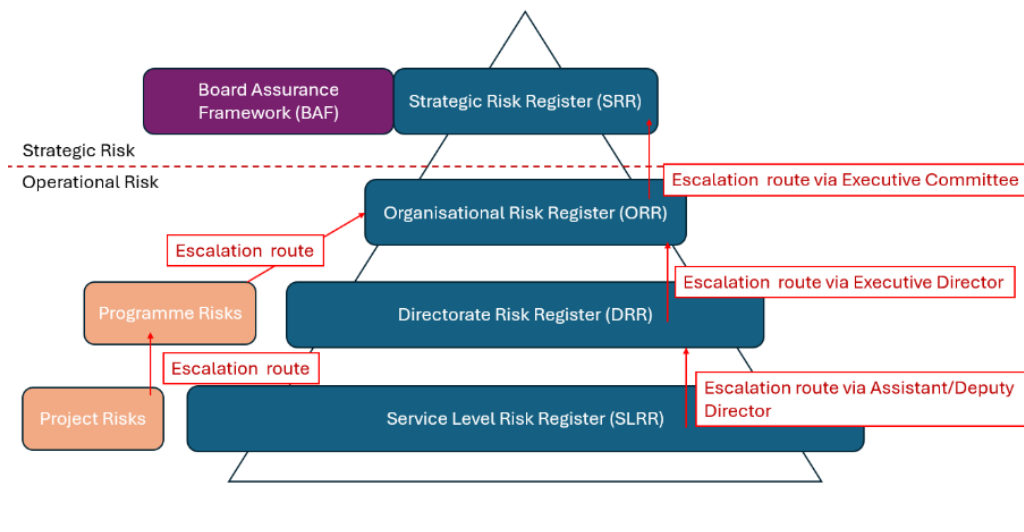 Board Assurance
Framework (BAF)
Strategic Risk Register (SRR)
Strategic Risk
Operational Risk
Escalation route via Executive Committee
Organisational Risk Register (ORR)
Escalation route
Escalation route via Executive Director
Programme Risks
Directorate Risk Register (DRR)
Escalation route
Escalation route via Assistant/Deputy
Director
Project Risks
Service Level Risk Register (SLRR)